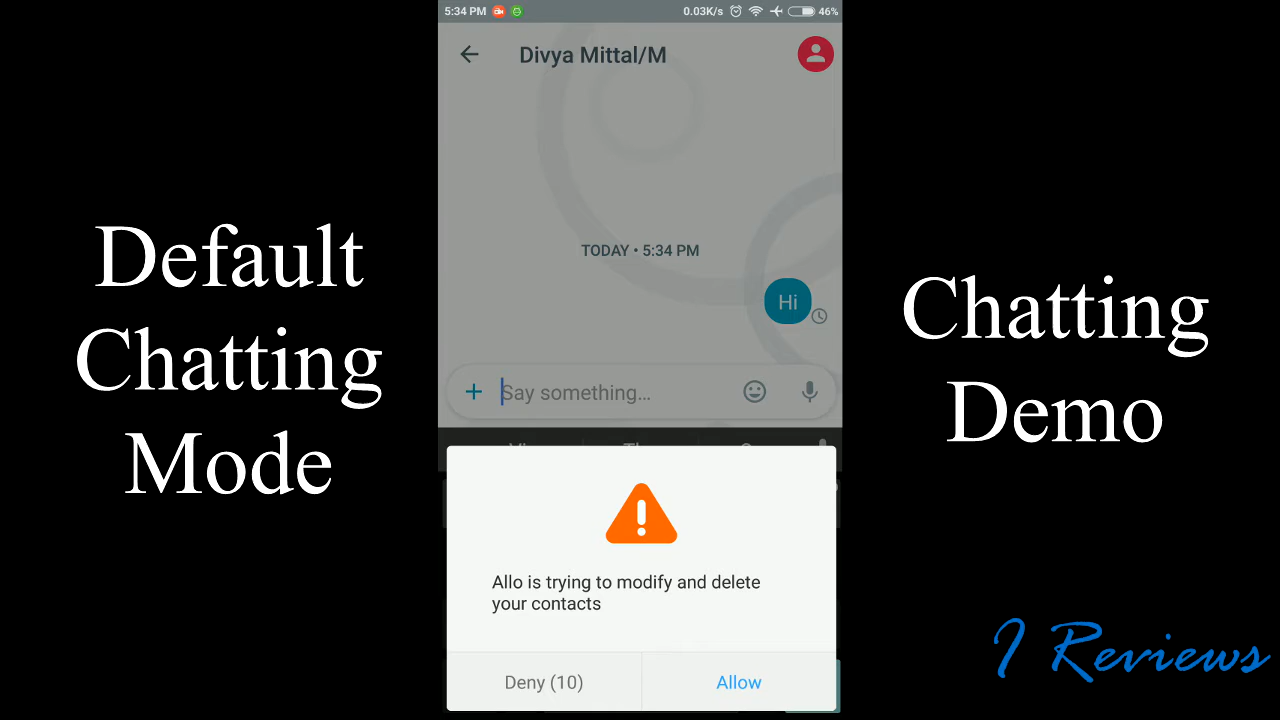 Default
Chatting
Mode
5:34 PM 0.03K/s 46%
Divya Mittal/M
TODAY • 5:34 PM
Hi
Say something...
Allo is trying to modify and delete
your contacts
Deny (10) Allow
Chatting
Demo
I Reviews